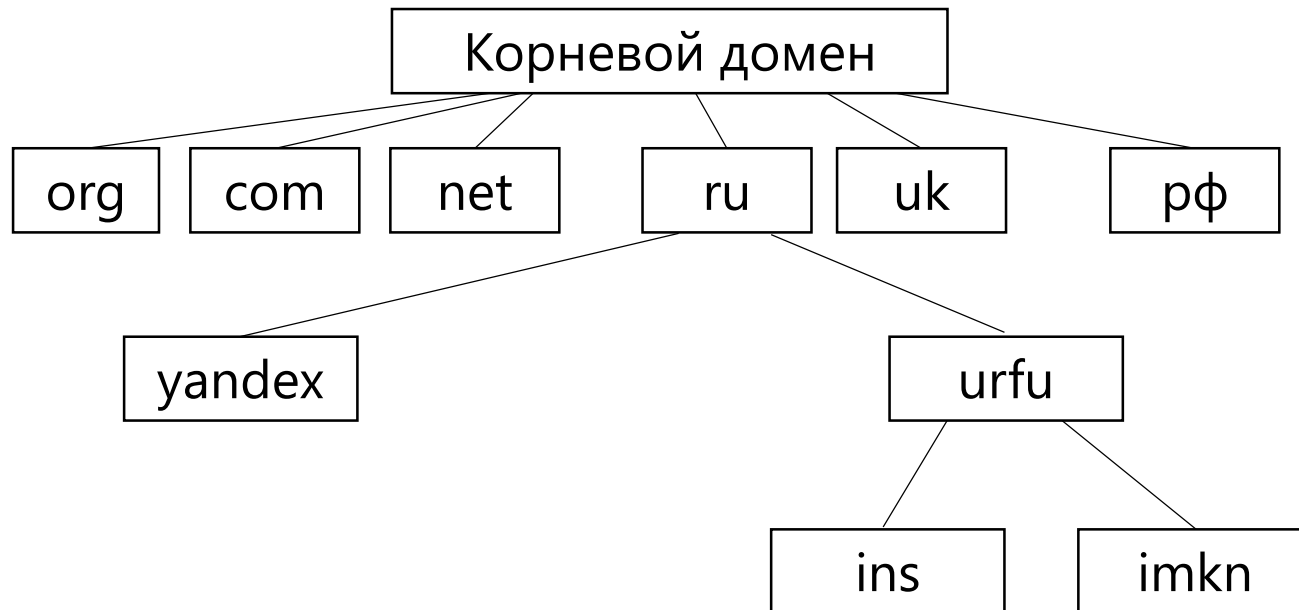 Корневой домен
org
com
net
ru
uk
рф
yandex
urfu
ins
imkn